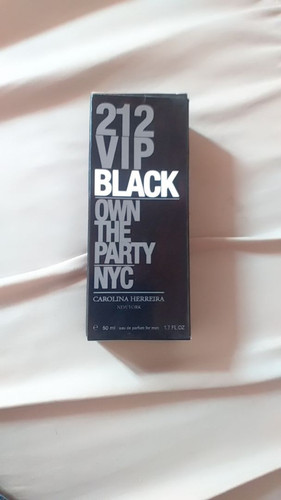 212
VIP
BLACK
OWN
THE
PARTY
NYC
CAROLINA HERREIRA
NEW YORK
e 50 ml eau de parfum for men 1.7 FL.OZ